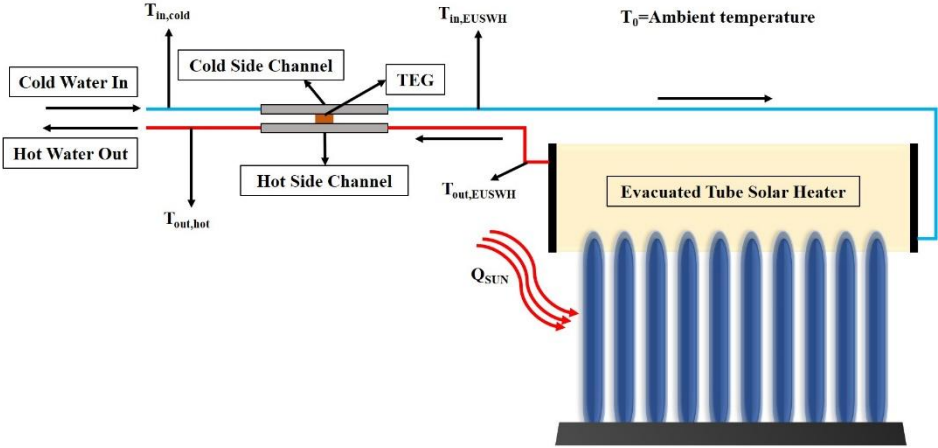 T_in,cold
T_in,EUSWH
T_0=Ambient temperature
Cold Side Channel
TEG
Cold Water In
Hot Water Out
Hot Side Channel
T_out,EUSWH
Evacuated Tube Solar Heater
T_out,hot
Q_SUN